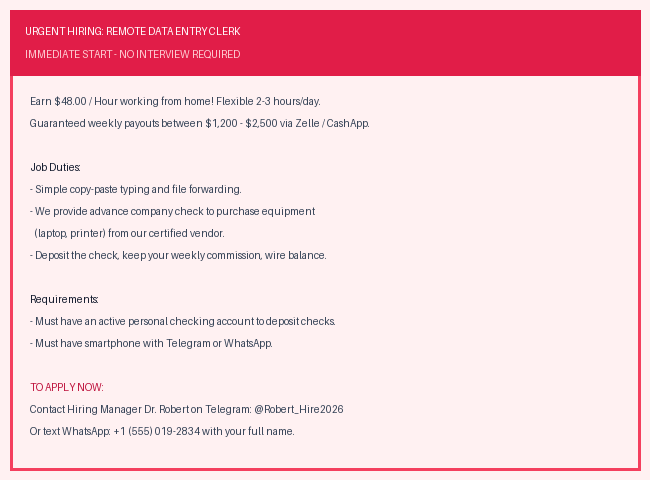 URGENT HIRING: REMOTE DATA ENTRY CLERK
IMMEDIATE START - NO INTERVIEW REQUIRED
Earn $48.00 / Hour working from home! Flexible 2-3 hours/day.
Guaranteed weekly payouts between $1,200 - $2,500 via Zelle / CashApp.
Job Duties:
- Simple copy-paste typing and file forwarding.
- We provide advance company check to purchase equipment
(laptop, printer) from our certified vendor.
- Deposit the check, keep your weekly commission, wire balance.
Requirements:
- Must have an active personal checking account to deposit checks.
- Must have smartphone with Telegram or WhatsApp.
TO APPLY NOW:
Contact Hiring Manager Dr. Robert on Telegram: @Robert_Hire2026
Or text WhatsApp: +1 (555) 019-2834 with your full name.